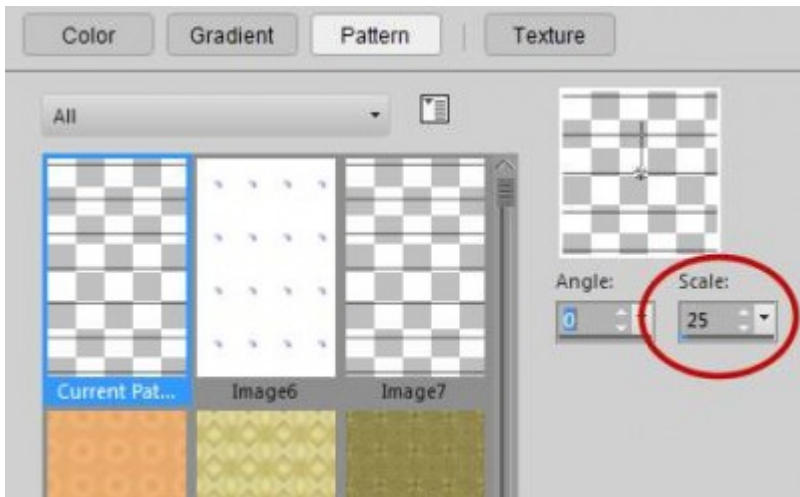 Color Gradient Pattern Texture
All
Angle: Scale:
0 25
Current Pat... Image6 Image7